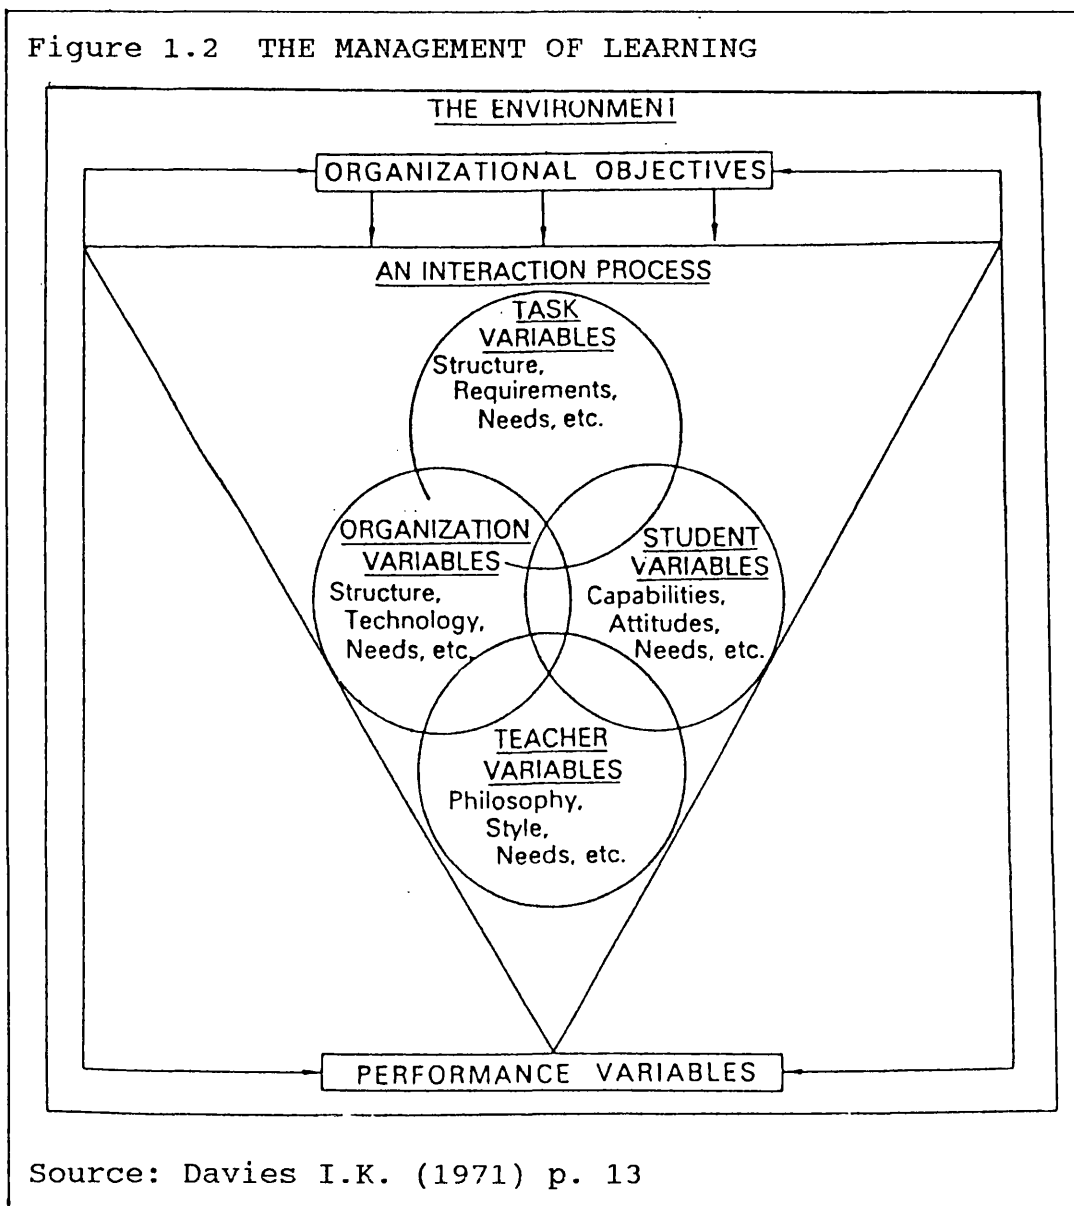 Figure 1.2 THE MANAGEMENT OF LEARNING
THE ENVIRONMENT
ORGANIZATIONAL OBJECTIVES
AN INTERACTION PROCESS
TASK
VARIABLES
Structure,
Requirements,
Needs, etc.
ORGANIZATION
VARIABLES
Structure,
Technology,
Needs, etc.
STUDENT
VARIABLES
Capabilities,
Attitudes,
Needs, etc.
TEACHER
VARIABLES
Philosophy,
Style,
Needs, etc.
PERFORMANCE VARIABLES
Source: Davies I.K. (1971) p. 13